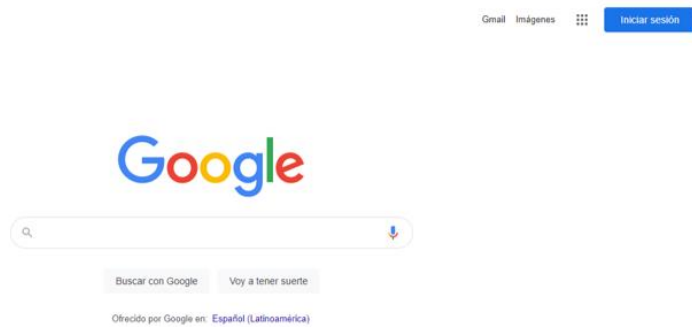 Gmail Imágenes Iniciar sesión
Google
Buscar con Google Voy a tener suerte
Ofrecido por Google en: Español (Latinoamérica)